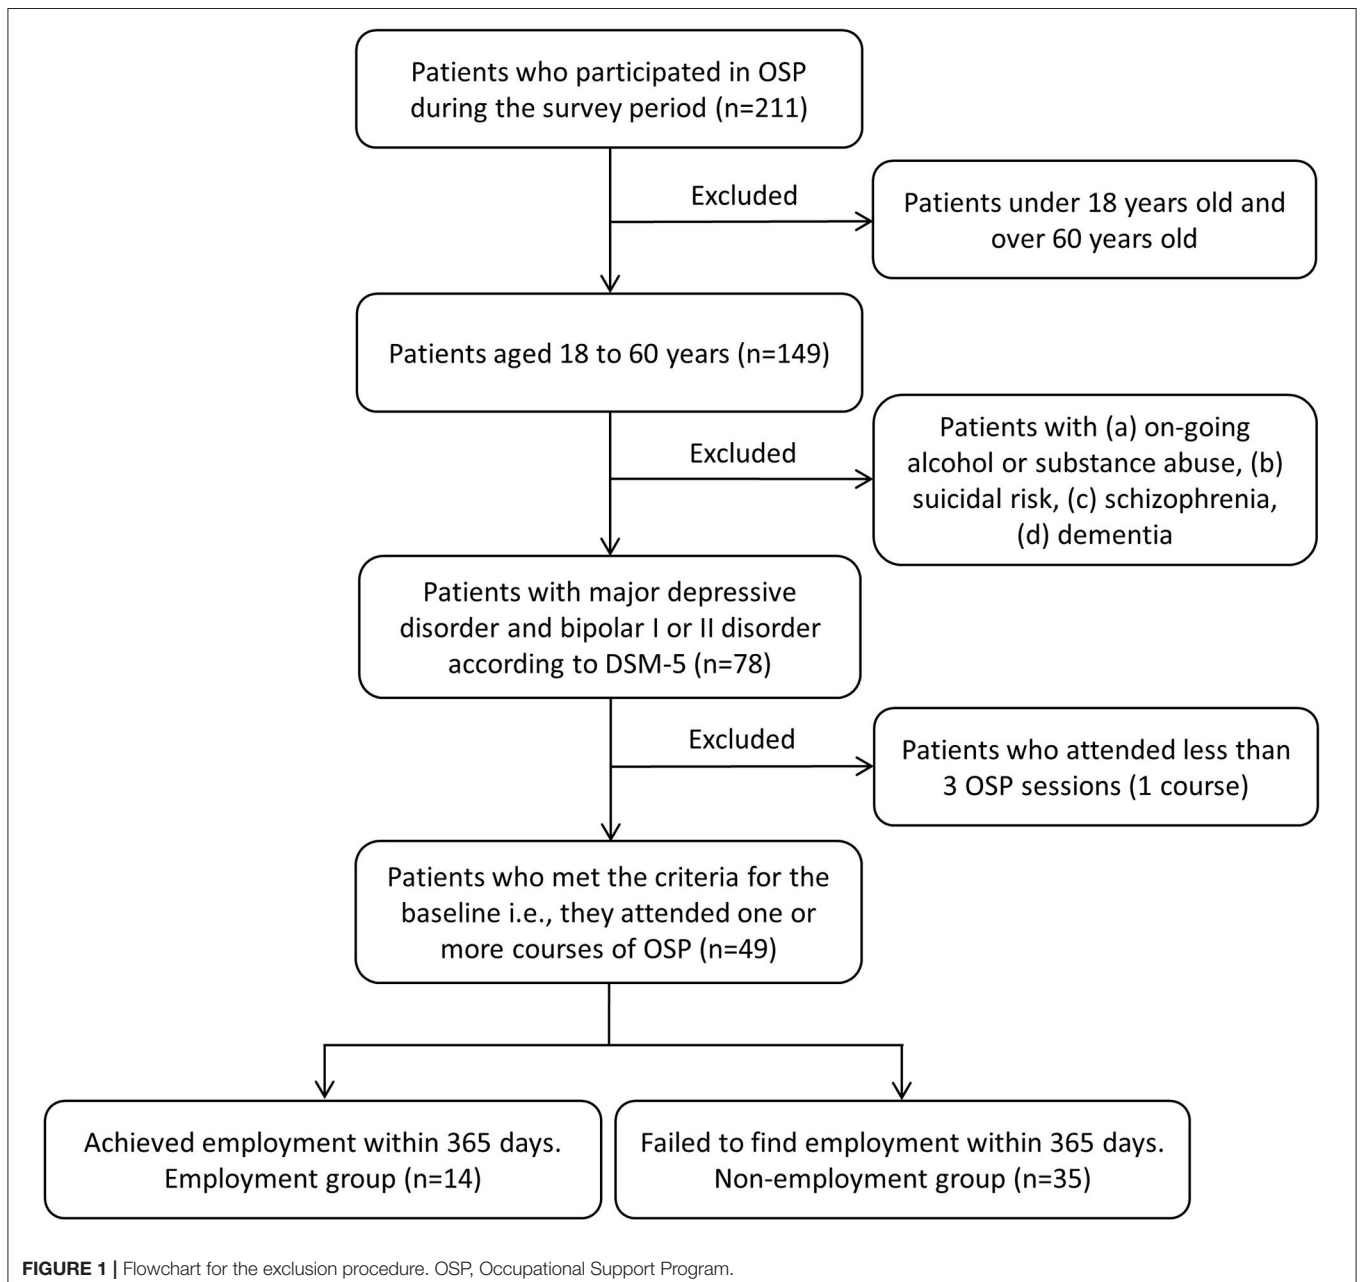 Patients who participated in OSP
during the survey period (n=211)
Excluded
Patients under 18 years old and
over 60 years old
Patients aged 18 to 60 years (n=149)
Excluded
Patients with (a) on-going
alcohol or substance abuse, (b)
suicidal risk, (c) schizophrenia,
(d) dementia
Patients with major depressive
disorder and bipolar I or II disorder
according to DSM-5 (n=78)
Excluded
Patients who attended less than
3 OSP sessions (1 course)
Patients who met the criteria for the
baseline i.e., they attended one or
more courses of OSP (n=49)
Achieved employment within 365 days.
Employment group (n=14)
Failed to find employment within 365 days.
Non-employment group (n=35)
FIGURE 1 | Flowchart for the exclusion procedure. OSP, Occupational Support Program.